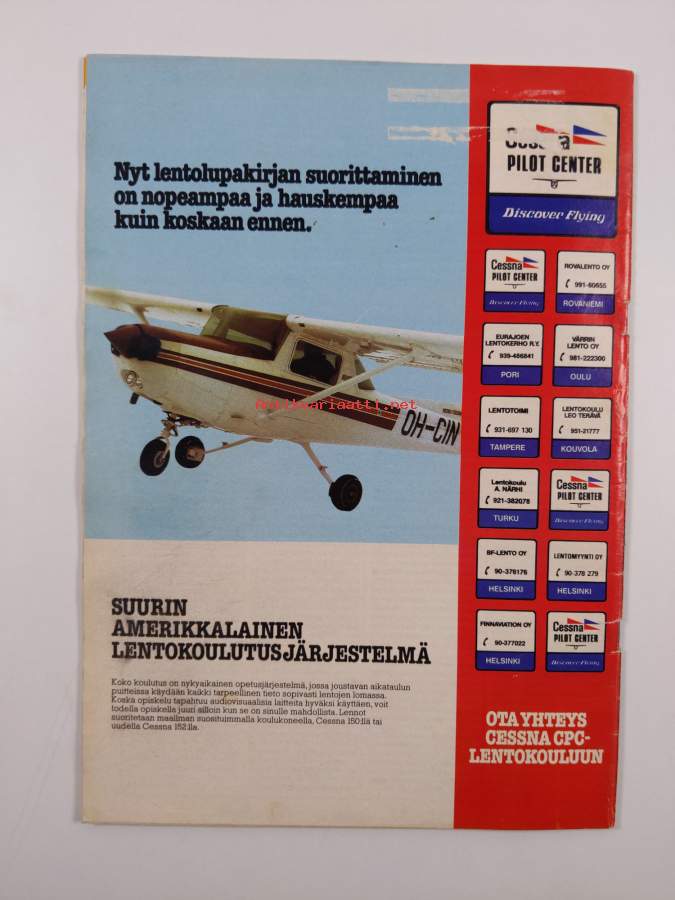 Nyt lentolupakirjan suorittaminen
on nopeampaa ja hauskempaa
kuin koskaan ennen.
Antikvariaatti.net
OH-CIN
SUURIN
AMERIKKALAINEN
LENTOKOULUTUSJÄRJESTELMÄ
Koko koulutus on nykyaikainen opetusjärjestelmä, jossa joustavan aikataulun
puitteissa käydään kaikki tarpeellinen tieto sopivasti lentojen lomassa.
Koska opiskelu tapahtuu audiovisuaalisia laitteita hyväksi käyttäen, voit
todella opiskella juuri silloin kun se on sinulle mahdollista. Lennot
suoritetaan maailman suosituimmalla koulukoneella, Cessna 150:llä tai
uudella Cessna 152:lla.
Cessna
PILOT CENTER
Discover Flying
Cessna
PILOT CENTER
Discover Flying
ROVALENTO OY
991-60655
ROVANIEMI
EURAJOEN
LENTOKERHO R.Y.
939-486841
PORI
VÄRRIN
LENTO OY
981-222300
OULU
LENTOTOIMI
931-697 130
TAMPERE
LENTOKOULU
LEO TERÄVÄ
951-21777
KOUVOLA
Lentokoulu
A. NÄRHI
921-382078
TURKU
Cessna
PILOT CENTER
Discover Flying
BF-LENTO OY
90-376176
HELSINKI
LENTOMYYNTI OY
90-378 279
HELSINKI
FINNAVIATION OY
90-377022
HELSINKI
Cessna
PILOT CENTER
Discover Flying
OTA YHTEYS
CESSNA CPC-
LENTOKOULUUN